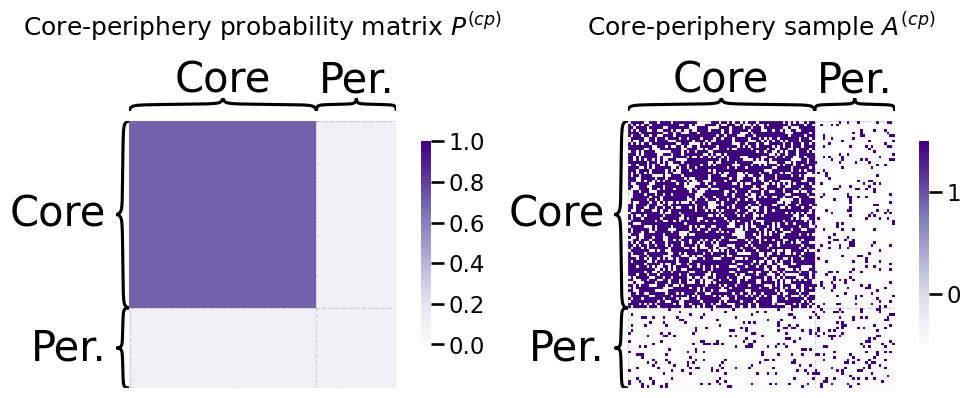 Core-periphery probability matrix P^(cp)
Core Per.
Core
Per.
1.0
0.8
0.6
0.4
0.2
0.0
Core-periphery sample A^(cp)
Core Per.
Core
Per.
1
0